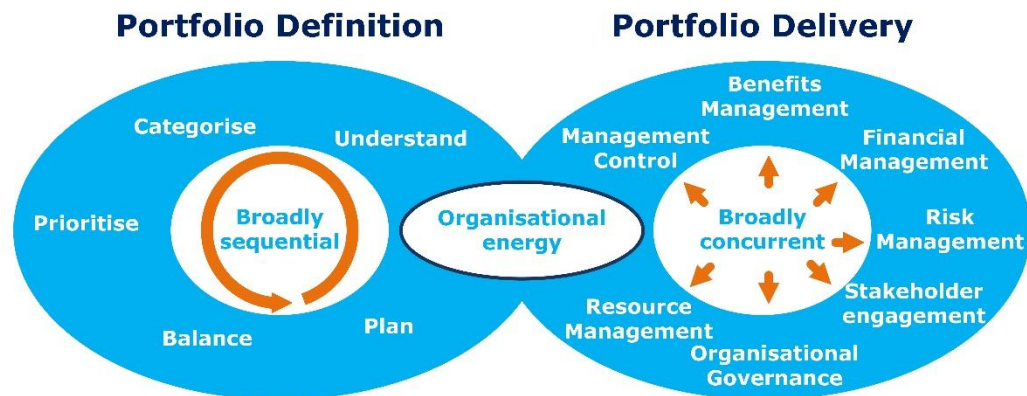 Portfolio Definition
Portfolio Delivery
Categorise
Understand
Prioritise
Broadly
sequential
Balance
Plan
Organisational
energy
Benefits
Management
Management
Control
Financial
Management
Broadly
concurrent
Risk
Management
Resource
Management
Stakeholder
engagement
Organisational
Governance